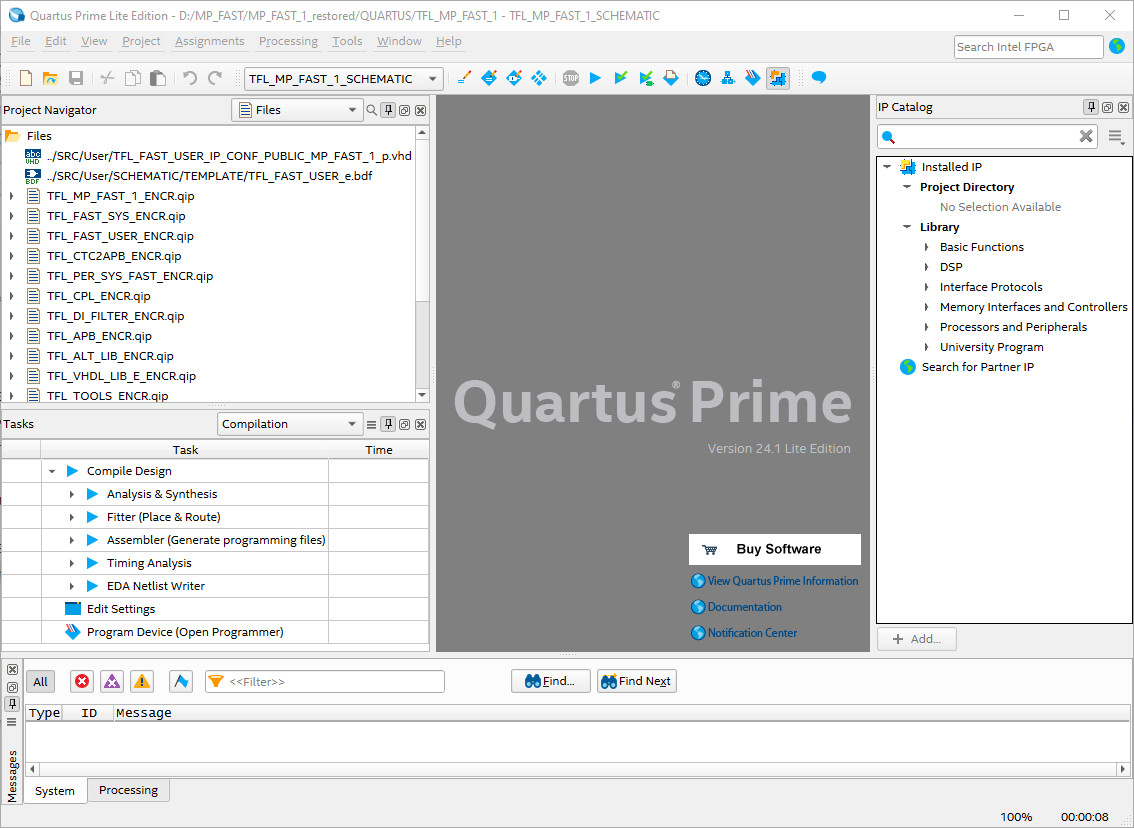 Quartus Prime Lite Edition - D:/MP_FAST/MP_FAST_1_restored/QUARTUS/TFL_MP_FAST_1 - TFL_MP_FAST_1_SCHEMATIC
File Edit View Project Assignments Processing Tools Window Help
Search Intel FPGA
TFL_MP_FAST_1_SCHEMATIC
STOP
Project Navigator
Files
Files
abc VHD ../SRC/User/TFL_FAST_USER_IP_CONF_PUBLIC_MP_FAST_1_p.vhd
BDF ../SRC/User/SCHEMATIC/TEMPLATE/TFL_FAST_USER_e.bdf
TFL_MP_FAST_1_ENCR.qip
TFL_FAST_SYS_ENCR.qip
TFL_FAST_USER_ENCR.qip
TFL_CTC2APB_ENCR.qip
TFL_PER_SYS_FAST_ENCR.qip
TFL_CPL_ENCR.qip
TFL_DI_FILTER_ENCR.qip
TFL_APB_ENCR.qip
TFL_ALT_LIB_ENCR.qip
TFL_VHDL_LIB_E_ENCR.qip
TFL_TOOLS_ENCR.qip
Tasks
Compilation
Task Time
Compile Design
Analysis & Synthesis
Fitter (Place & Route)
Assembler (Generate programming files)
Timing Analysis
EDA Netlist Writer
Edit Settings
Program Device (Open Programmer)
Quartus® Prime
Version 24.1 Lite Edition
Buy Software
View Quartus Prime Information
Documentation
Notification Center
IP Catalog
Installed IP
Project Directory
No Selection Available
Library
Basic Functions
DSP
Interface Protocols
Memory Interfaces and Controllers
Processors and Peripherals
University Program
Search for Partner IP
+ Add...
Messages
All
<<Filter>>
Find...
Find Next
Type ID Message
System Processing
100% 00:00:08